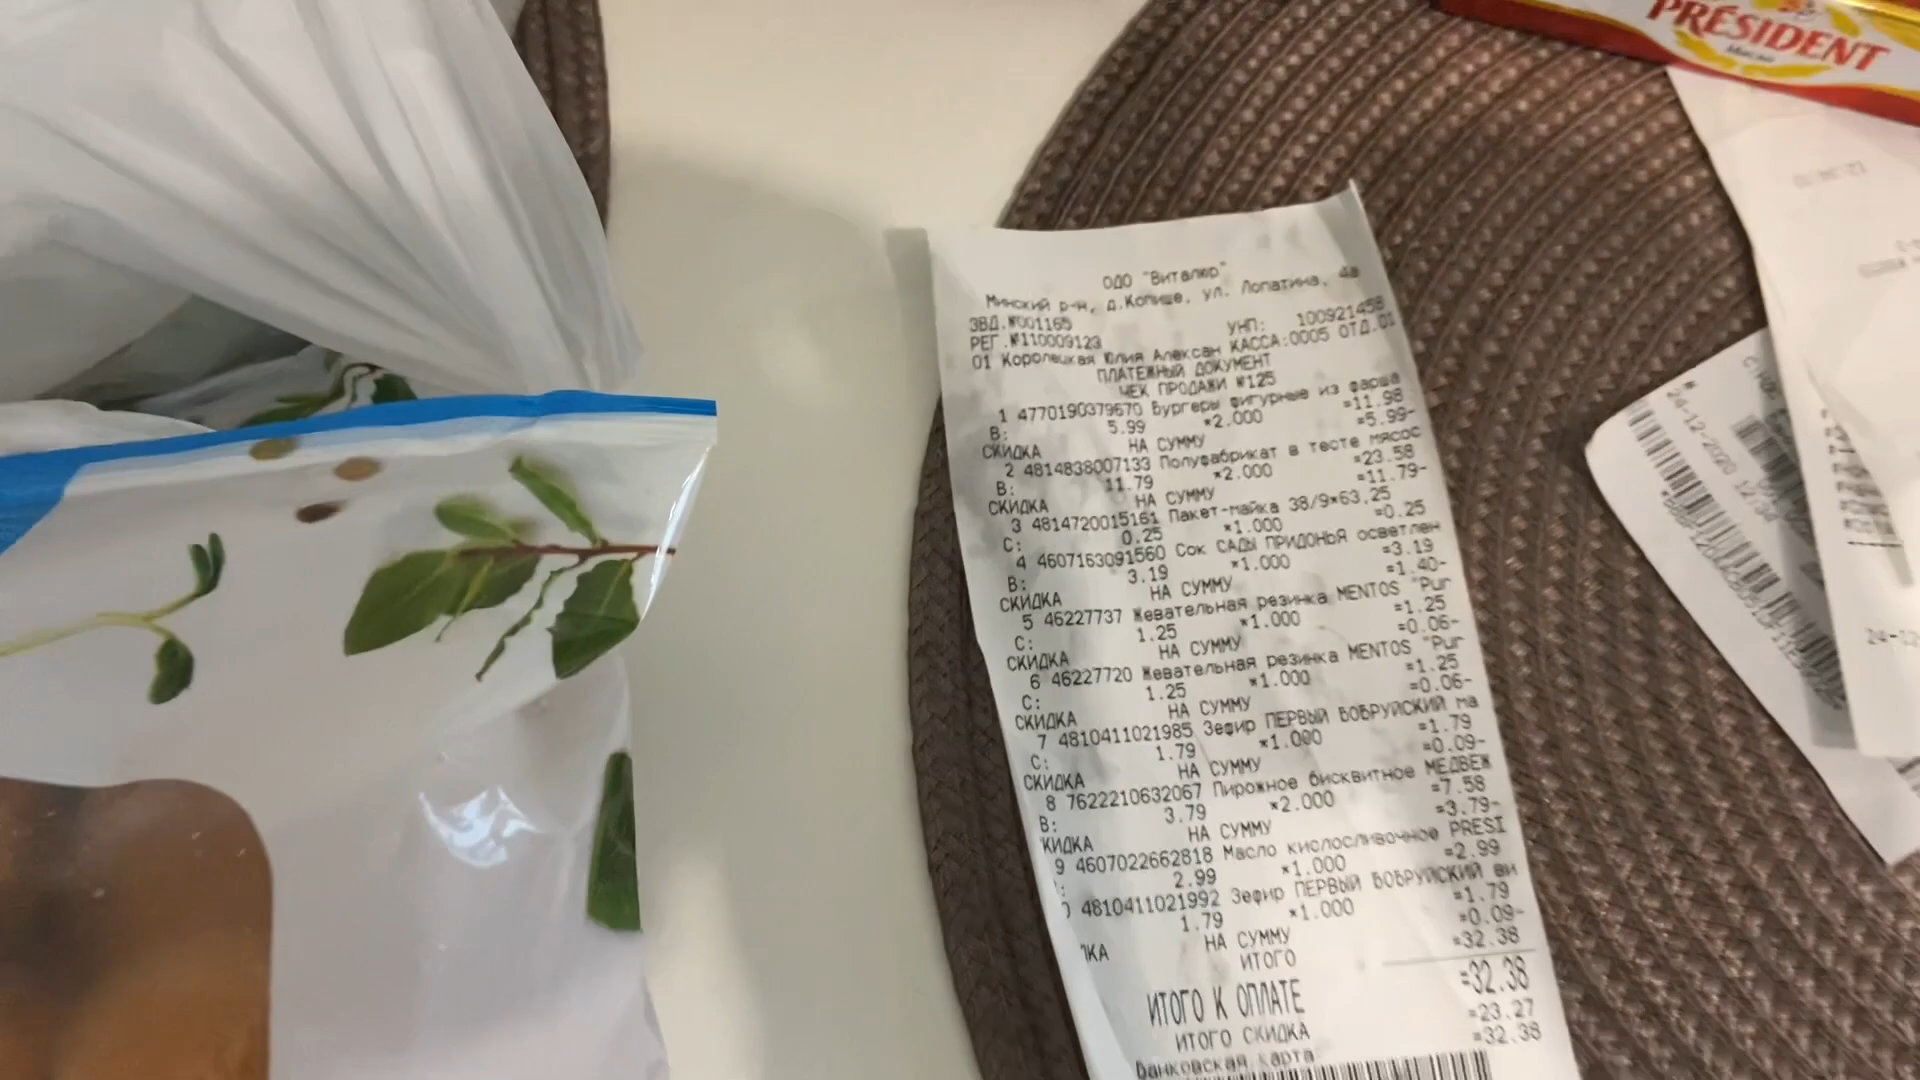 PRÉSIDENT
ОДО "Виталюр"
Минский р-н, д.Копище, ул. Лопатина, 4а
ЗВД.№001165 УНП: 100921458
РЕГ.№110009123
01 Королецкая Юлия Алексан КАССА:0005 ОТД.01
ПЛАТЕЖНЫЙ ДОКУМЕНТ
ЧЕК ПРОДАЖИ №125
1 4770190379670 Бургеры фигурные из фарша
В: 5.99 *2.000 =11.98
СКИДКА НА СУММУ =5.99-
2 4814838007133 Полуфабрикат в тесте мясос
В: 11.79 *2.000 =23.58
СКИДКА НА СУММУ =11.79-
3 4814720015161 Пакет-майка 38/9*63.25
С: 0.25 *1.000 =0.25
4 4607163091560 Сок САДЫ ПРИДОНЬЯ осветлен
В: 3.19 *1.000 =3.19
СКИДКА НА СУММУ =1.40-
5 46227737 Жевательная резинка MENTOS "Pur
С: 1.25 *1.000 =1.25
СКИДКА НА СУММУ =0.06-
6 46227720 Жевательная резинка MENTOS "Pur
С: 1.25 *1.000 =1.25
СКИДКА НА СУММУ =0.06-
7 4810411021985 Зефир ПЕРВЫЙ БОБРУЙСКИЙ ма
С: 1.79 *1.000 =1.79
СКИДКА НА СУММУ =0.09-
8 7622210632067 Пирожное бисквитное МЕДВЕЖ
В: 3.79 *2.000 =7.58
КИДКА НА СУММУ =3.79-
9 4607022662818 Масло кислосливочное PRESI
: 2.99 *1.000 =2.99
4810411021992 Зефир ПЕРВЫЙ БОБРУЙСКИЙ ви
1.79 *1.000 =1.79
КА НА СУММУ =0.09-
ИТОГО =32.38
ИТОГО К ОПЛАТЕ =32.38
ИТОГО СКИДКА =23.27
Банковская карта =32.38
24-12-2020
24-12